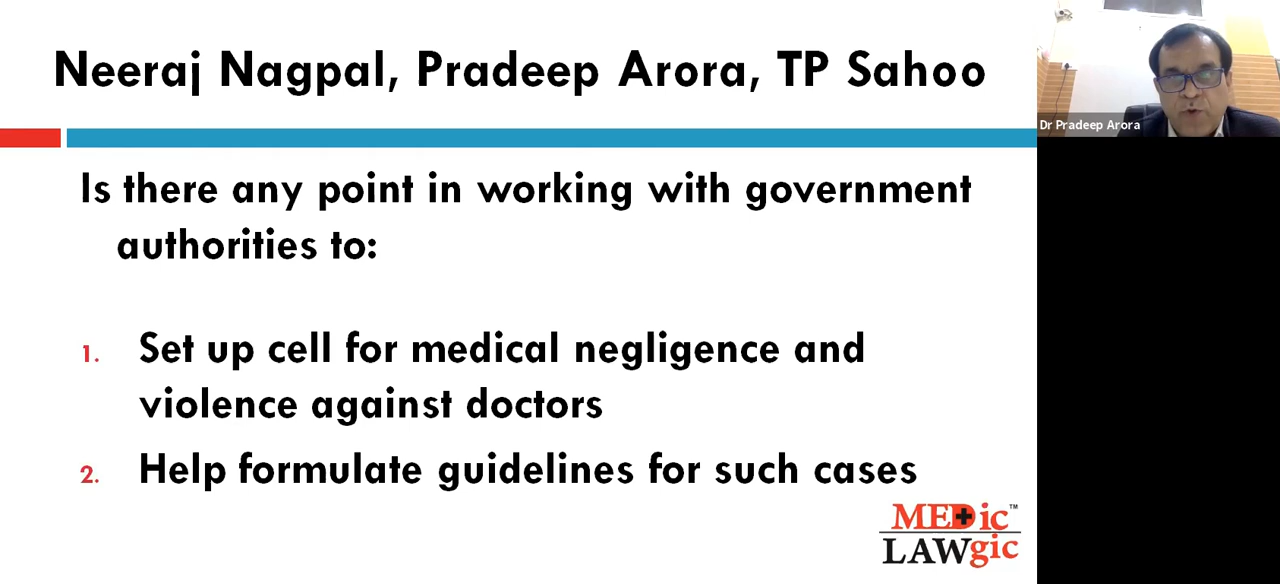 Neeraj Nagpal, Pradeep Arora, TP Sahoo
Dr Pradeep Arora
Is there any point in working with government
authorities to:
1. Set up cell for medical negligence and
violence against doctors
2. Help formulate guidelines for such cases
MEDic™
LAWgic